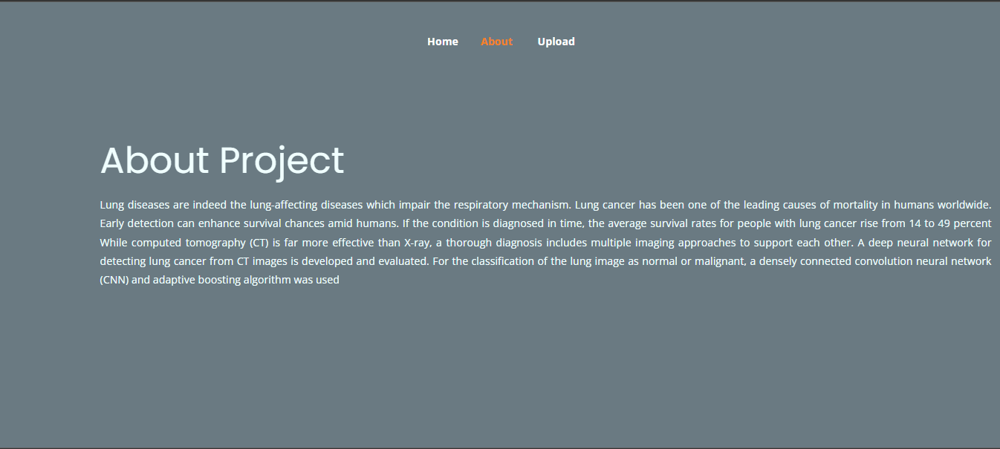 Home About Upload
About Project
Lung diseases are indeed the lung-affecting diseases which impair the respiratory mechanism. Lung cancer has been one of the leading causes of mortality in humans worldwide.
Early detection can enhance survival chances amid humans. If the condition is diagnosed in time, the average survival rates for people with lung cancer rise from 14 to 49 percent
While computed tomography (CT) is far more effective than X-ray, a thorough diagnosis includes multiple imaging approaches to support each other. A deep neural network for
detecting lung cancer from CT images is developed and evaluated. For the classification of the lung image as normal or malignant, a densely connected convolution neural network
(CNN) and adaptive boosting algorithm was used